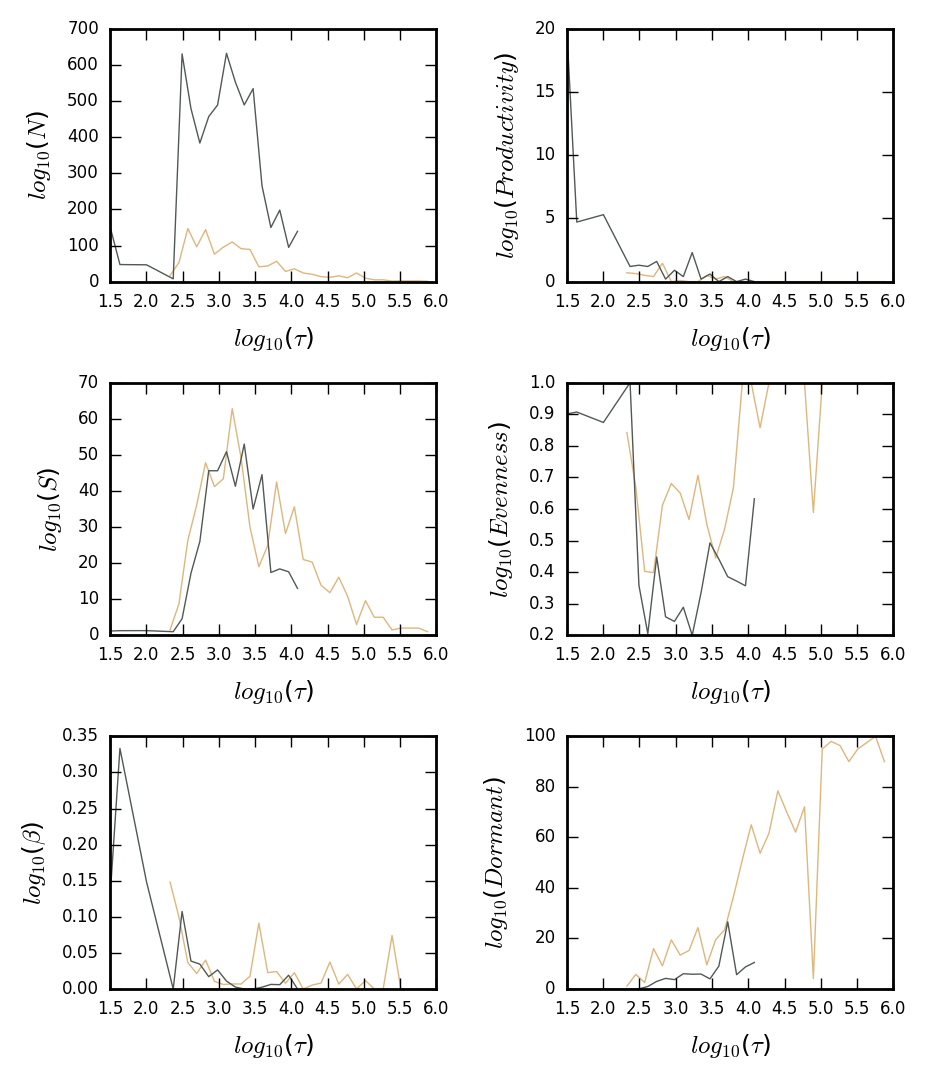 700
600
500
400
300
200
100
0
log10(N)
1.5 2.0 2.5 3.0 3.5 4.0 4.5 5.0 5.5 6.0
log10(τ)
20
15
10
5
0
log10(Productivity)
1.5 2.0 2.5 3.0 3.5 4.0 4.5 5.0 5.5 6.0
log10(τ)
70
60
50
40
30
20
10
0
log10(S)
1.5 2.0 2.5 3.0 3.5 4.0 4.5 5.0 5.5 6.0
log10(τ)
1.0
0.9
0.8
0.7
0.6
0.5
0.4
0.3
0.2
log10(Evenness)
1.5 2.0 2.5 3.0 3.5 4.0 4.5 5.0 5.5 6.0
log10(τ)
0.35
0.30
0.25
0.20
0.15
0.10
0.05
0.00
log10(β)
1.5 2.0 2.5 3.0 3.5 4.0 4.5 5.0 5.5 6.0
log10(τ)
100
80
60
40
20
0
log10(Dormant)
1.5 2.0 2.5 3.0 3.5 4.0 4.5 5.0 5.5 6.0
log10(τ)